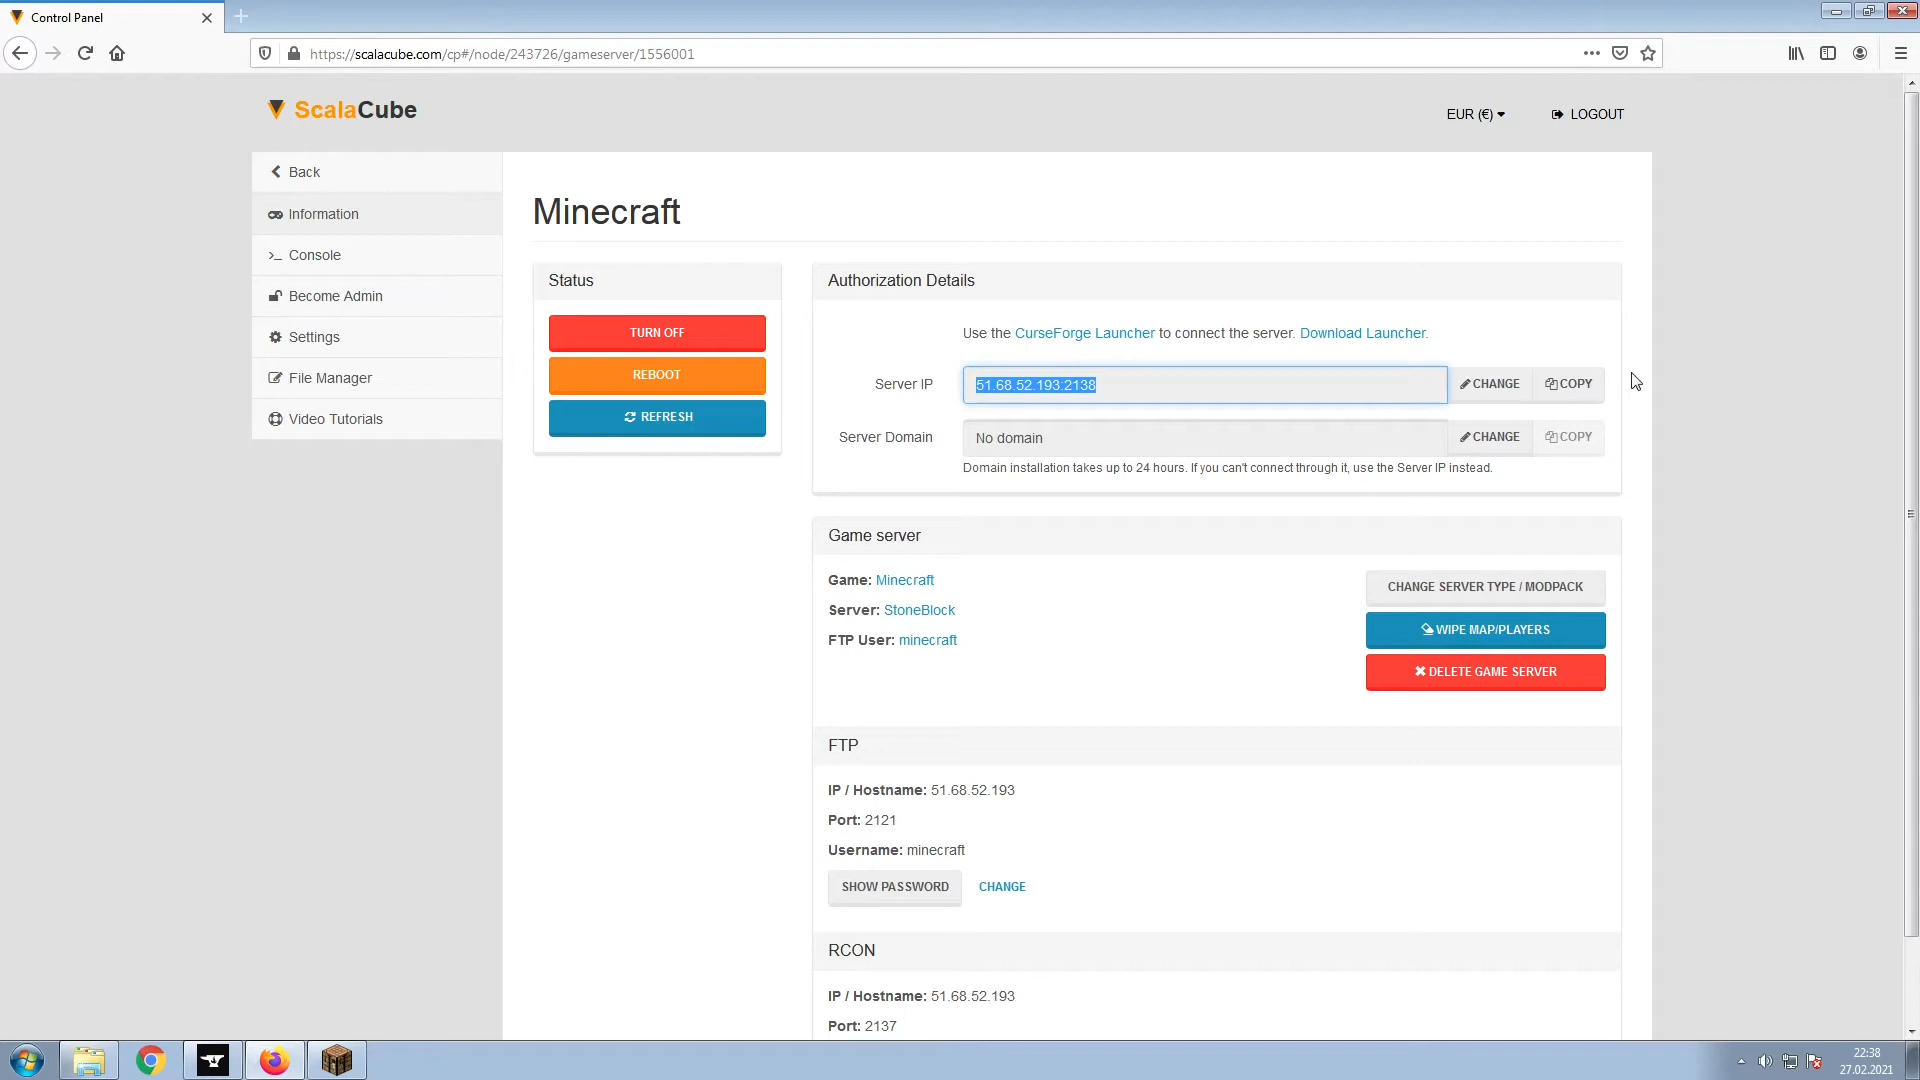 Control Panel
https://scalacube.com/cp#/node/243726/gameserver/1556001
ScalaCube
EUR (€)
LOGOUT
Back
Information
Console
Become Admin
Settings
File Manager
Video Tutorials
Minecraft
Status
TURN OFF
REBOOT
REFRESH
Authorization Details
Use the CurseForge Launcher to connect the server. Download Launcher.
Server IP
51.68.52.193:2138
CHANGE
COPY
Server Domain
No domain
CHANGE
COPY
Domain installation takes up to 24 hours. If you can't connect through it, use the Server IP instead.
Game server
Game: Minecraft
Server: StoneBlock
FTP User: minecraft
CHANGE SERVER TYPE / MODPACK
WIPE MAP/PLAYERS
DELETE GAME SERVER
FTP
IP / Hostname: 51.68.52.193
Port: 2121
Username: minecraft
SHOW PASSWORD
CHANGE
RCON
IP / Hostname: 51.68.52.193
Port: 2137
22:38
27.02.2021